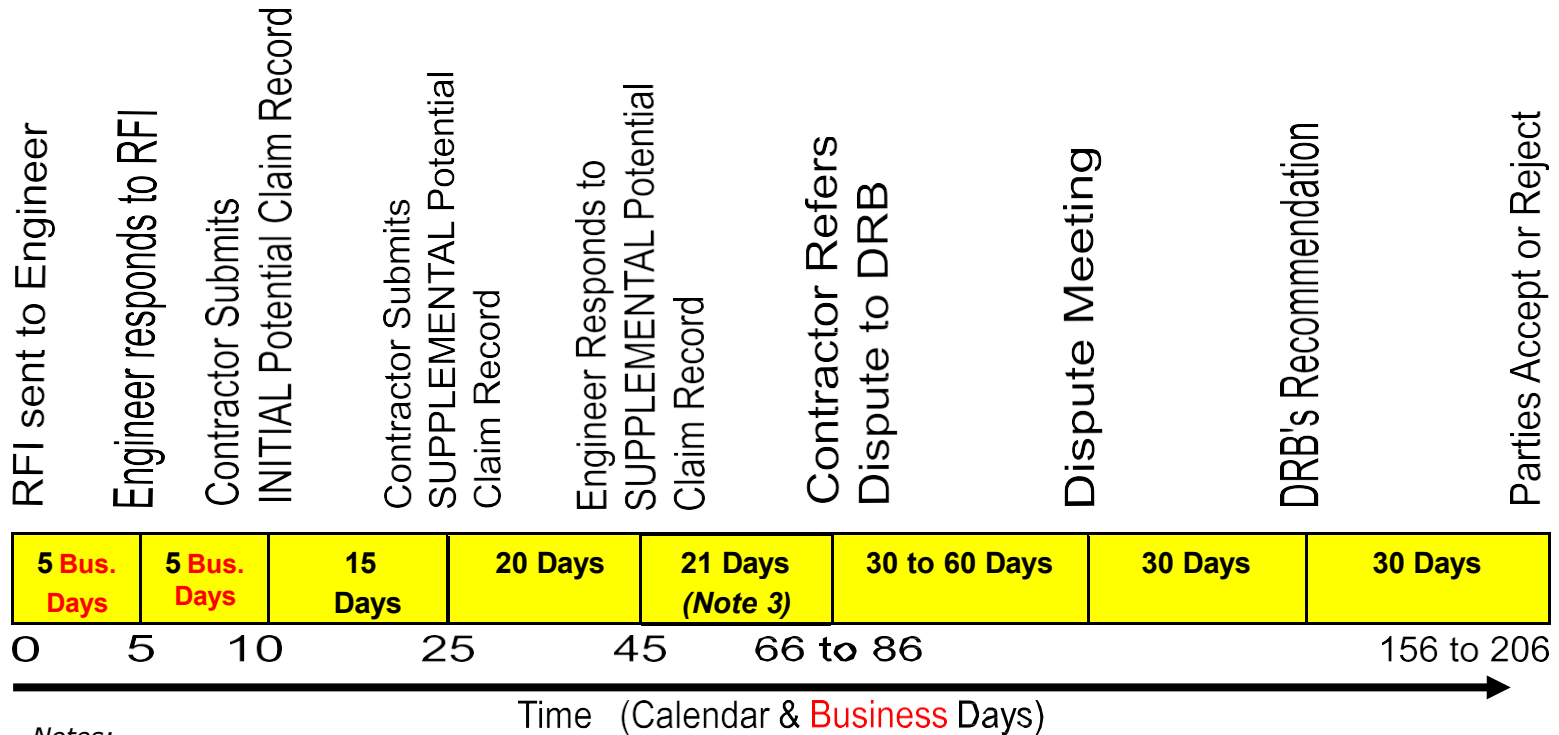 RFI sent to Engineer
Engineer responds to RFI
Contractor Submits
INITIAL Potential Claim Record
Contractor Submits
SUPPLEMENTAL Potential
Claim Record
Engineer Responds to
SUPPLEMENTAL Potential
Claim Record
Contractor Refers
Dispute to DRB
Dispute Meeting
DRB's Recommendation
Parties Accept or Reject
5 Bus.
Days
5 Bus.
Days
15
Days
20 Days
21 Days
(Note 3)
30 to 60 Days
30 Days
30 Days
0 5 10 25 45 66 to 86 156 to 206
Time (Calendar & Business Days)
Notes: